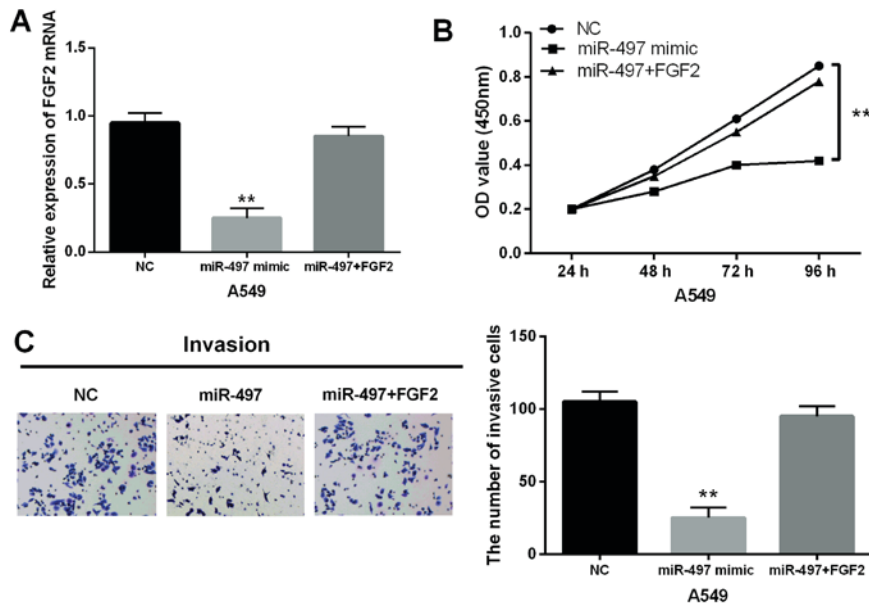 A
Relative expression of FGF2 mRNA
1.5
1.0
0.5
0.0
**
NC
miR-497 mimic
miR-497+FGF2
A549
B
NC
miR-497 mimic
miR-497+FGF2
OD value (450nm)
1.0
0.8
0.6
0.4
0.2
0.0
**
24 h
48 h
72 h
96 h
A549
C
Invasion
NC
miR-497
miR-497+FGF2
The number of invasive cells
150
100
50
0
**
NC
miR-497 mimic
miR-497+FGF2
A549